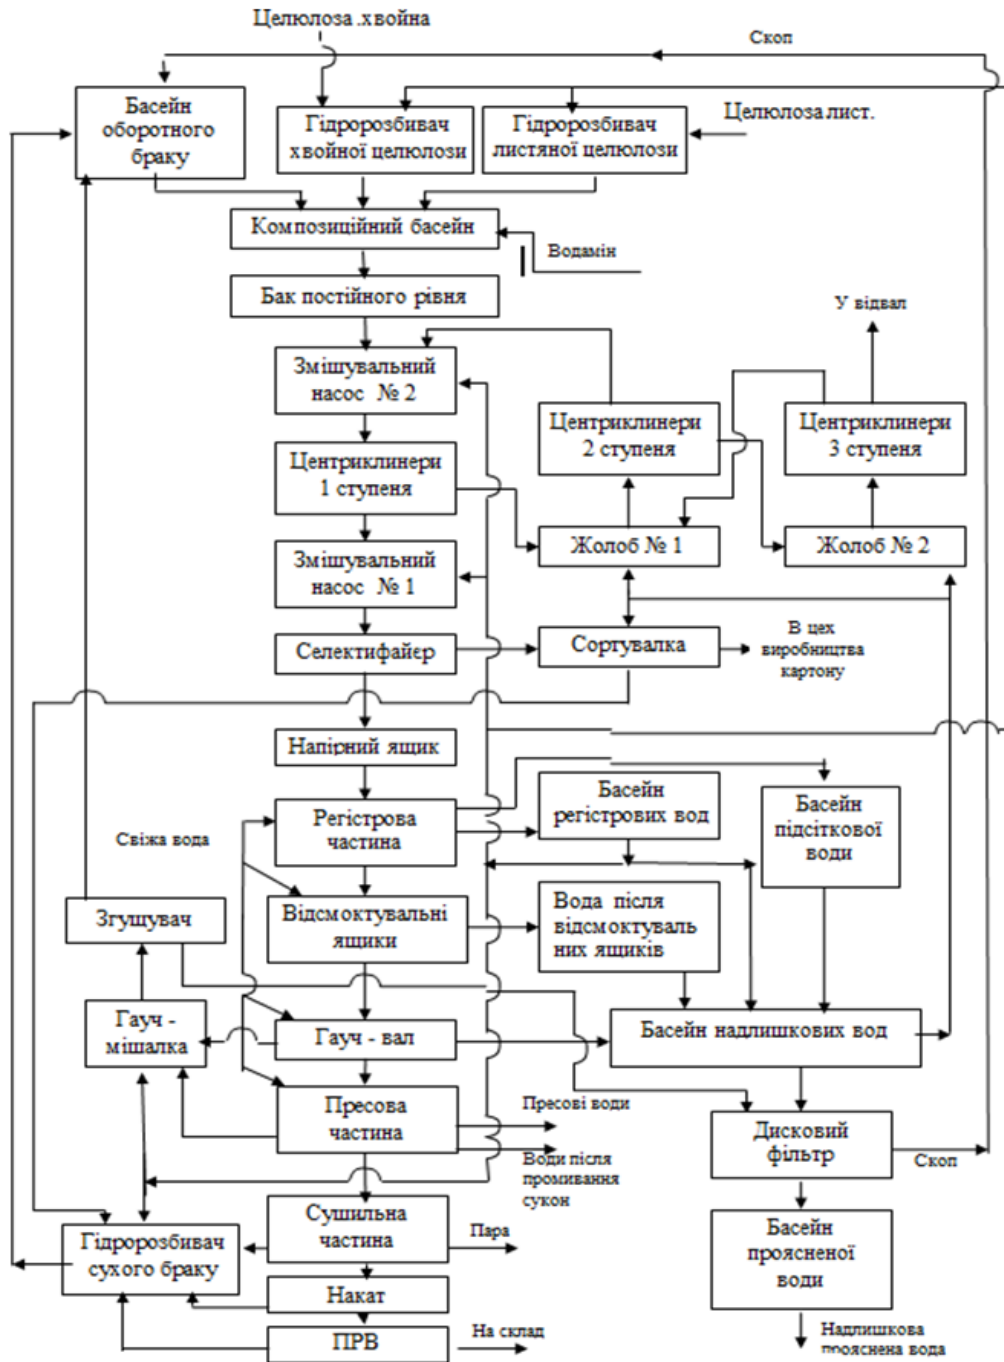 Целюлоза .хвойна
Скоп
Басейн
оборотного
браку
Гідророзбивач
хвойної целюлози
Гідророзбивач
листяної целюлози
Целюлоза лист.
Композиційний басейн
Водамін
Бак постійного рівня
У відвал
Змішувальний
насос № 2
Центриклинери
2 ступеня
Центриклинери
3 ступеня
Центриклинери
1 ступеня
Жолоб № 1
Жолоб № 2
Змішувальний
насос № 1
Селектифайєр
Сортувалка
В цех
виробництва
картону
Напірний ящик
Регістрова
частина
Басейн
регістрових вод
Басейн
підсіткової
води
Свіжа вода
Згущувач
Відсмоктувальні
ящики
Вода після
відсмоктуваль
них ящиків
Гауч -
мішалка
Гауч - вал
Басейн надлишкових вод
Пресова
частина
Пресові води
Води після
промивання
сукон
Дисковий
фільтр
Скоп
Сушильна
частина
Пара
Гідророзбивач
сухого браку
Басейн
проясненої
води
Накат
ПРВ
На склад
Надлишкова
прояснена вода